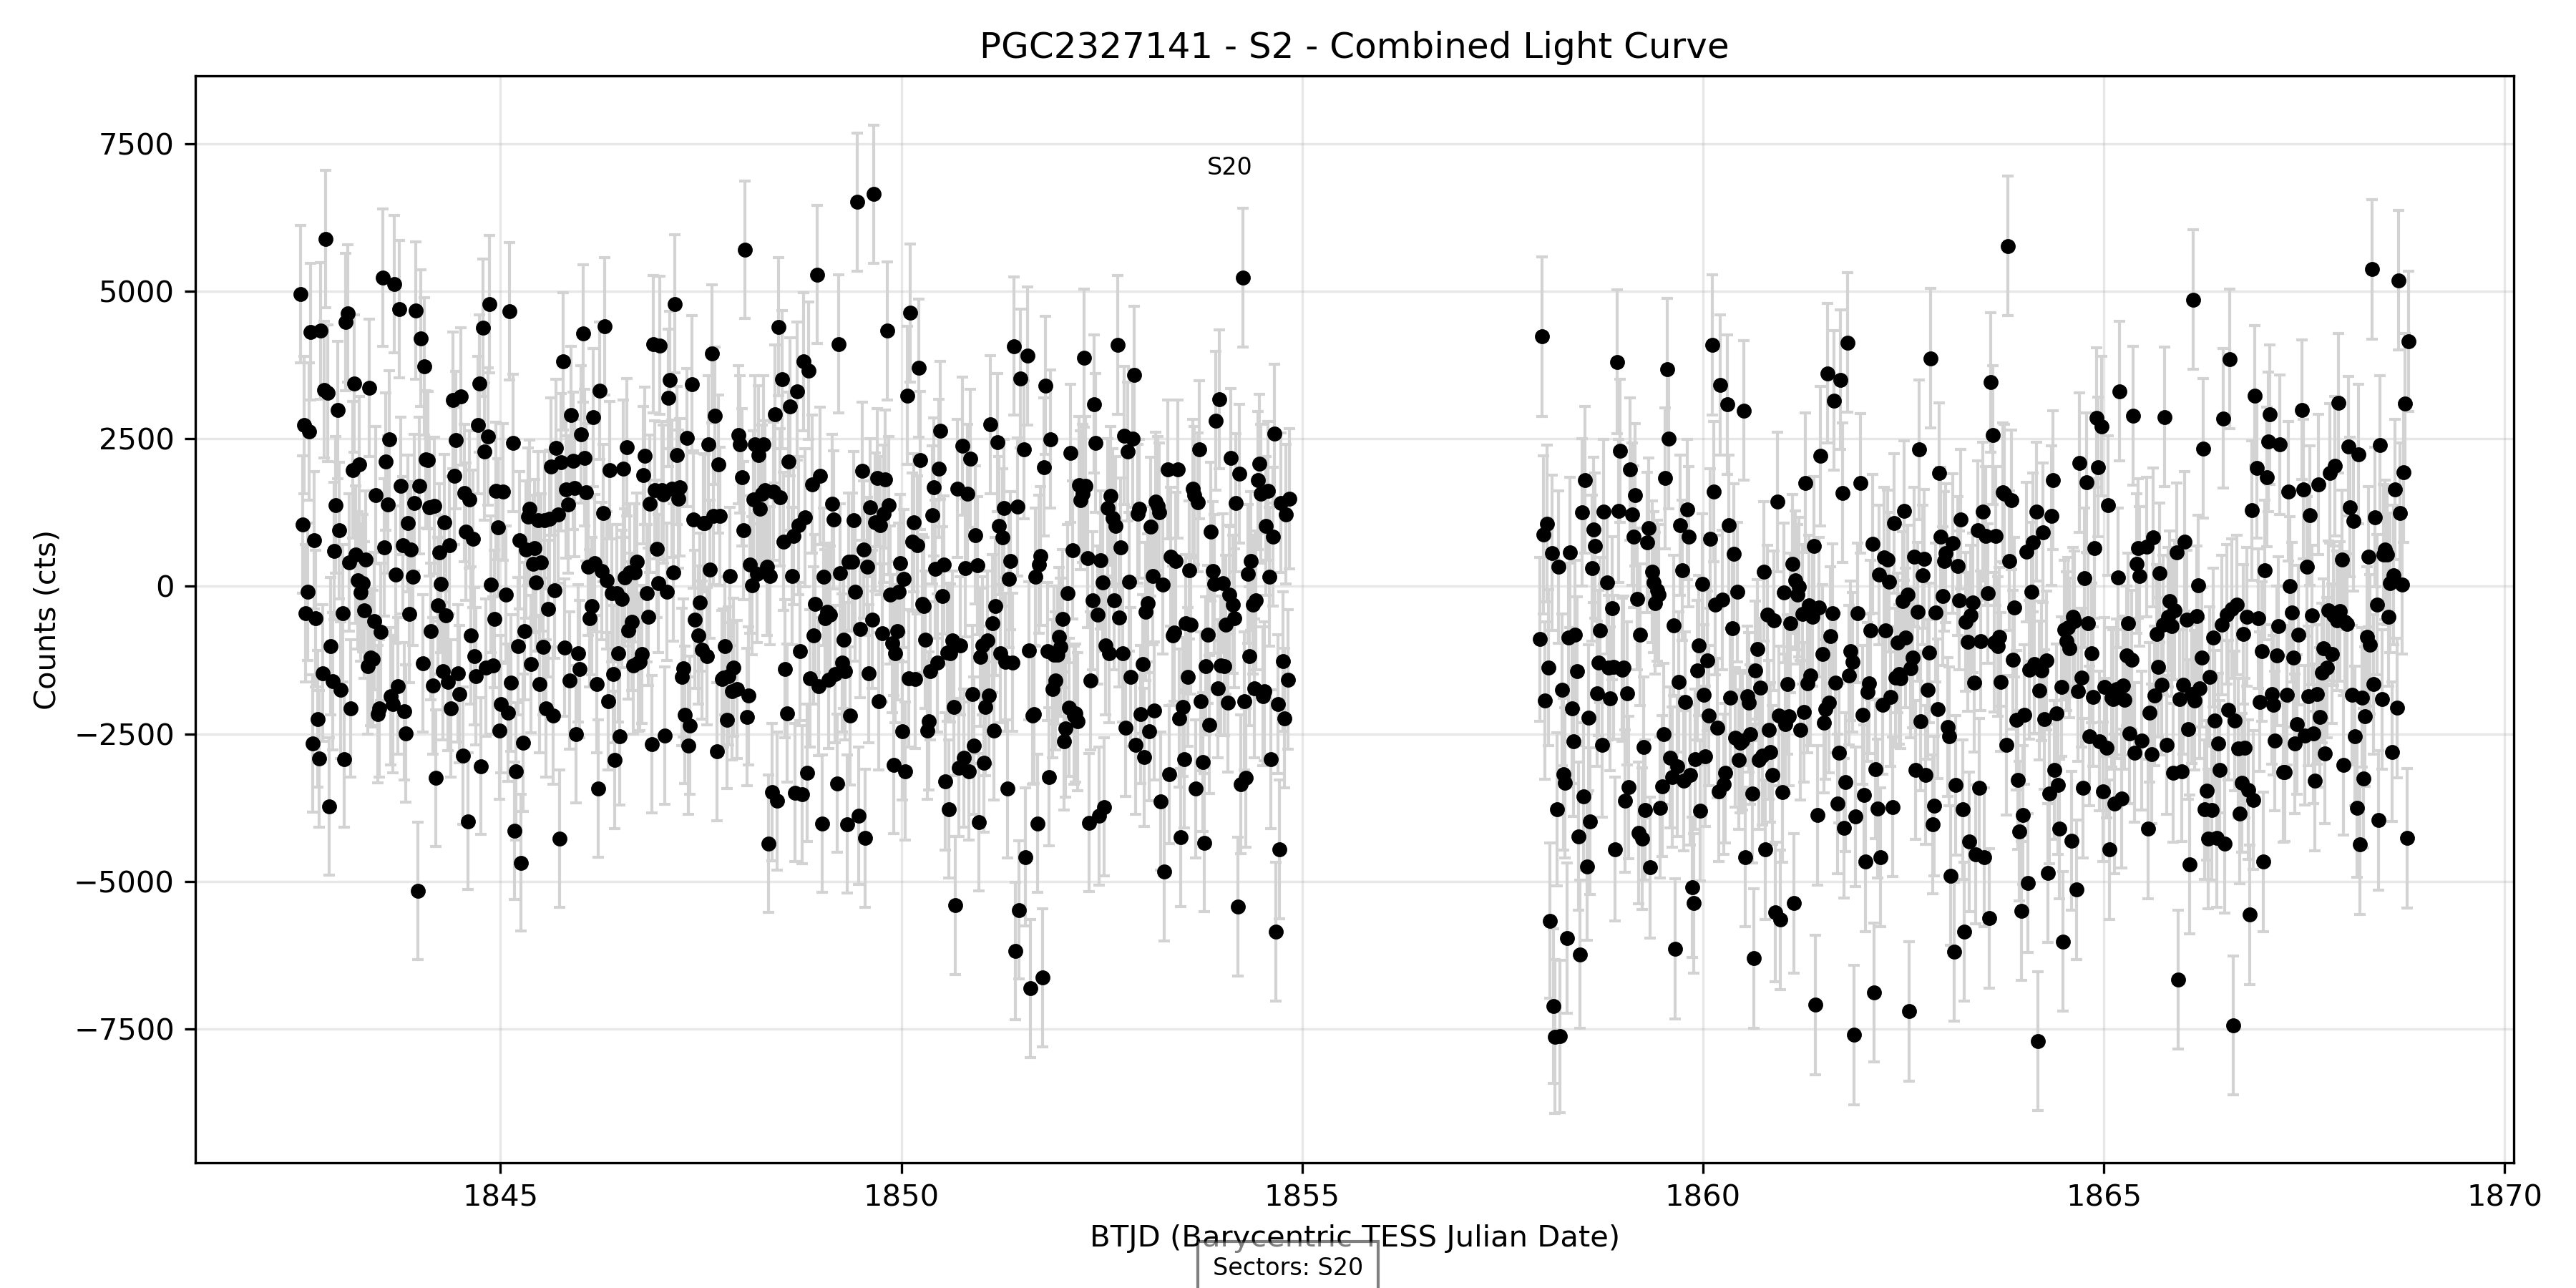 PGC2327141 - S2 - Combined Light Curve
7500
5000
2500
0
−2500
−5000
−7500
Counts (cts)
S20
1845
1850
1855
1860
1865
1870
BTJD (Barycentric TESS Julian Date)
Sectors: S20